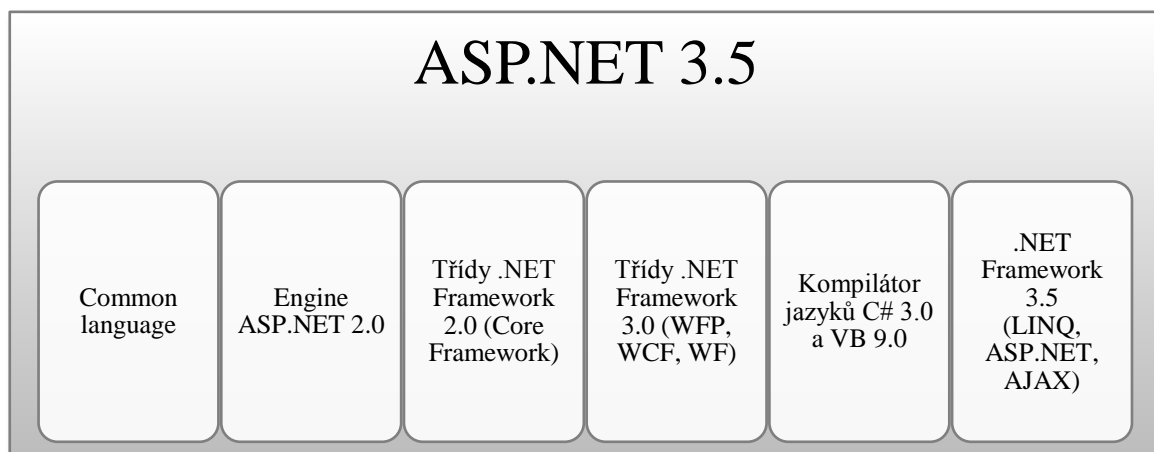 ASP.NET 3.5
Common
language
Engine
ASP.NET 2.0
Třídy .NET
Framework
2.0 (Core
Framework)
Třídy .NET
Framework
3.0 (WFP,
WCF, WF)
Kompilátor
jazyků C# 3.0
a VB 9.0
.NET
Framework
3.5
(LINQ,
ASP.NET,
AJAX)